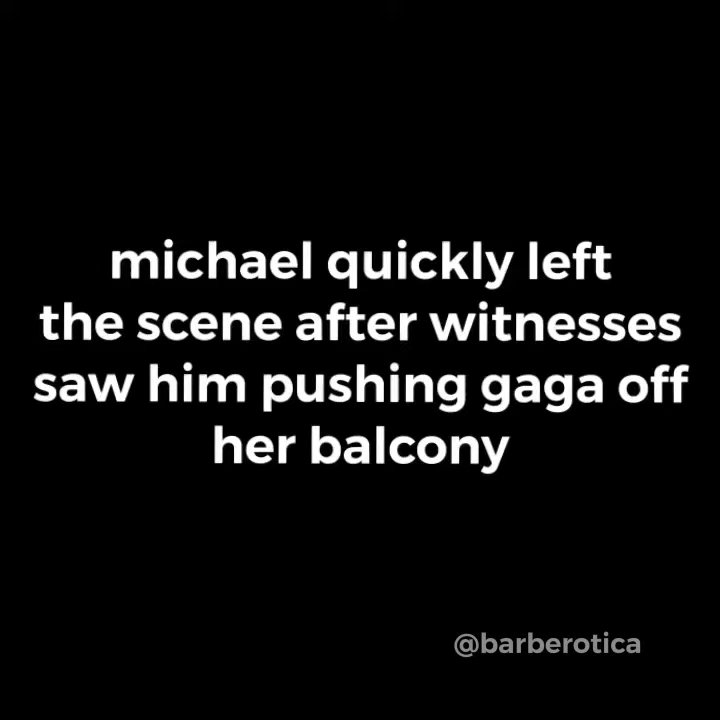 michael quickly left
the scene after witnesses
saw him pushing gaga off
her balcony
@barberotica